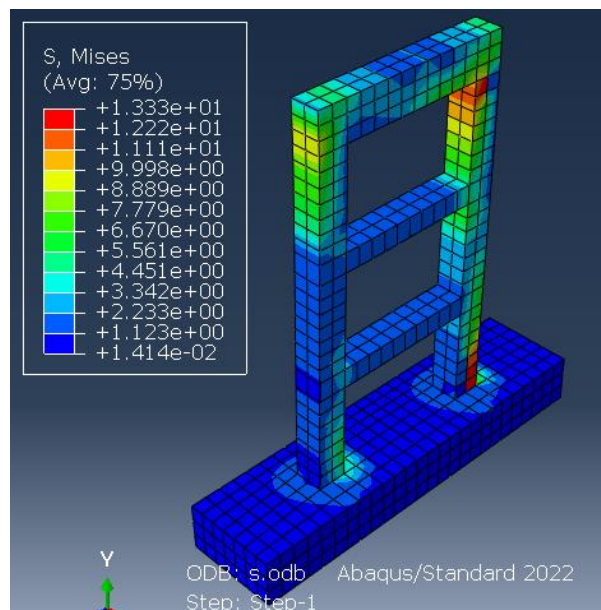 S, Mises
(Avg: 75%)
+1.333e+01
+1.222e+01
+1.111e+01
+9.998e+00
+8.889e+00
+7.779e+00
+6.670e+00
+5.561e+00
+4.451e+00
+3.342e+00
+2.233e+00
+1.123e+00
+1.414e-02
Y
ODB: s.odb Abaqus/Standard 2022
Step: Step-1